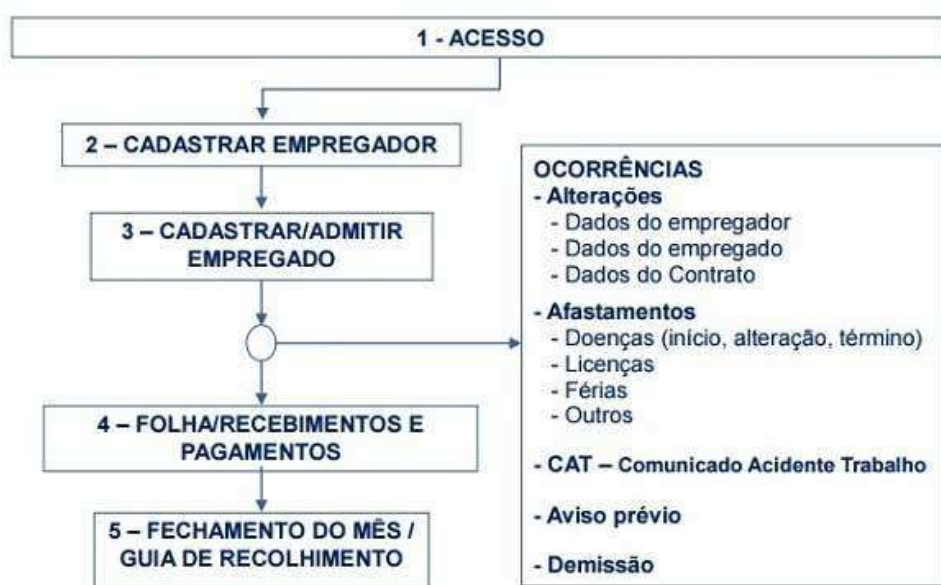 1 - ACESSO
2 – CADASTRAR EMPREGADOR
3 – CADASTRAR/ADMITIR
EMPREGADO
4 – FOLHA/RECEBIMENTOS E
PAGAMENTOS
5 – FECHAMENTO DO MÊS /
GUIA DE RECOLHIMENTO
OCORRÊNCIAS
- Alterações
- Dados do empregador
- Dados do empregado
- Dados do Contrato
- Afastamentos
- Doenças (início, alteração, término)
- Licenças
- Férias
- Outros
- CAT – Comunicado Acidente Trabalho
- Aviso prévio
- Demissão